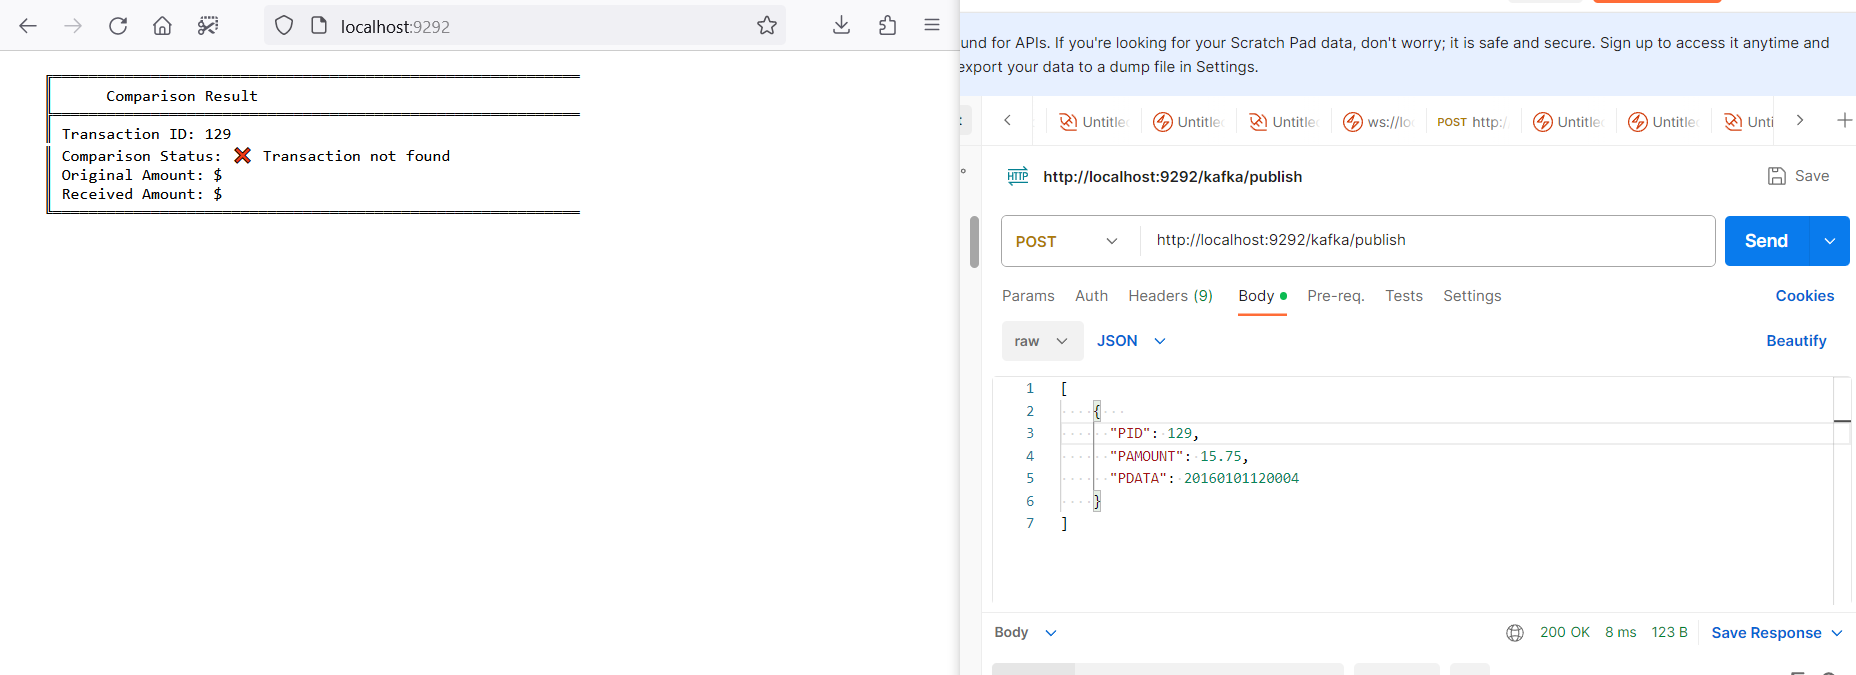 localhost:9292
Comparison Result
Transaction ID: 129
Comparison Status: ❌ Transaction not found
Original Amount: $
Received Amount: $
und for APIs. If you're looking for your Scratch Pad data, don't worry; it is safe and secure. Sign up to access it anytime and
export your data to a dump file in Settings.
Untitle Untitle Untitle ws://lo POST http:/ Untitle Untitle Unti
HTTP http://localhost:9292/kafka/publish Save
POST http://localhost:9292/kafka/publish Send
Params Auth Headers (9) Body Pre-req. Tests Settings Cookies
raw JSON Beautify
1 [
2 {
3 "PID": 129,
4 "PAMOUNT": 15.75,
5 "PDATA": 20160101120004
6 }
7 ]
Body 200 OK 8 ms 123 B Save Response